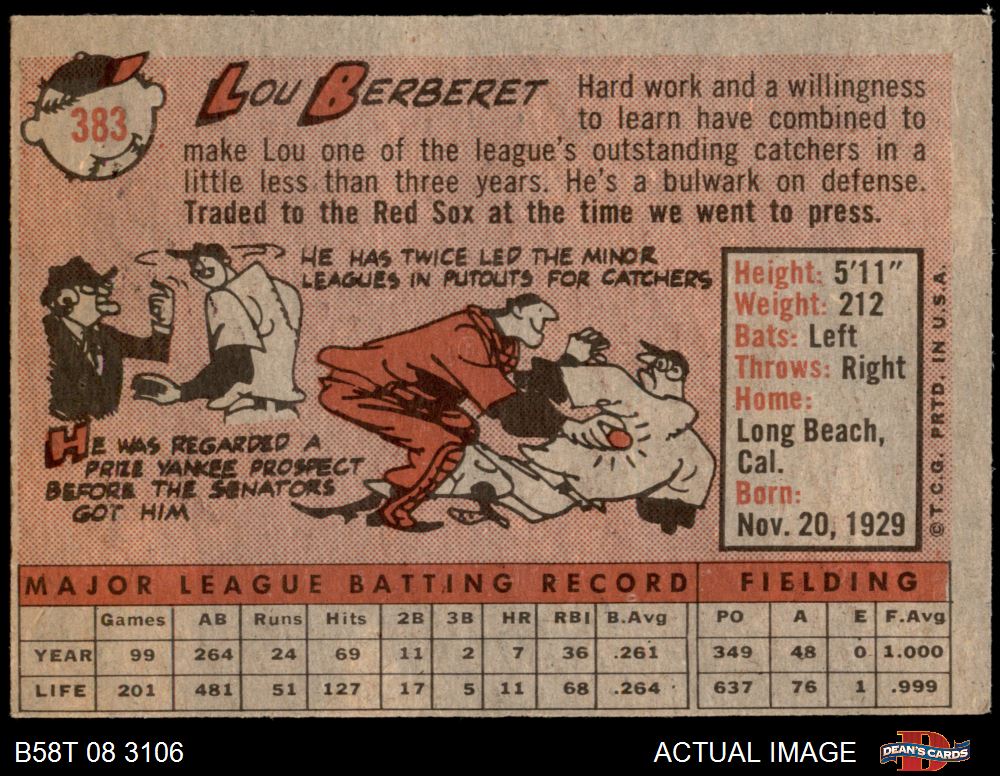 383
LOU BERBERET
Hard work and a willingness
to learn have combined to
make Lou one of the league's outstanding catchers in a
little less than three years. He's a bulwark on defense.
Traded to the Red Sox at the time we went to press.
HE HAS TWICE LED THE MINOR
LEAGUES IN PUTOUTS FOR CATCHERS
HE WAS REGARDED A
PRIZE YANKEE PROSPECT
BEFORE THE SENATORS
GOT HIM
Height: 5'11"
Weight: 212
Bats: Left
Throws: Right
Home:
Long Beach,
Cal.
Born:
Nov. 20, 1929
© T.C.G. PRTD. IN U.S.A.
MAJOR LEAGUE BATTING RECORD FIELDING
Games AB Runs Hits 2B 3B HR RBI B.Avg PO A E F.Avg
YEAR 99 264 24 69 11 2 7 36 .261 349 48 0 1.000
LIFE 201 481 51 127 17 5 11 68 .264 637 76 1 .999
B58T 08 3106 ACTUAL IMAGE DEAN'S CARDS